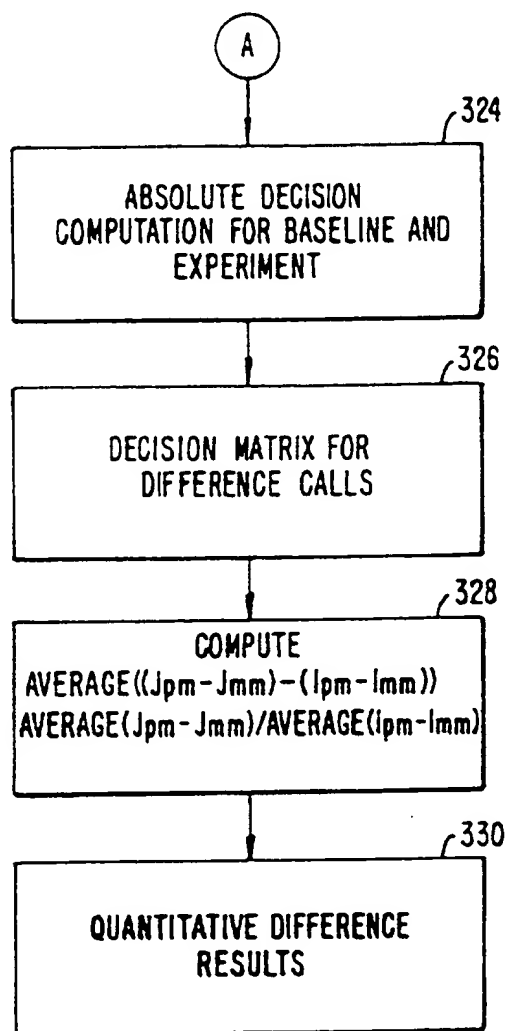 A
324
ABSOLUTE DECISION
COMPUTATION FOR BASELINE AND
EXPERIMENT
326
DECISION MATRIX FOR
DIFFERENCE CALLS
328
COMPUTE
AVERAGE((Jpm-Jmm)-(Ipm-Imm))
AVERAGE(Jpm-Jmm)/AVERAGE(Ipm-Imm)
330
QUANTITATIVE DIFFERENCE
RESULTS